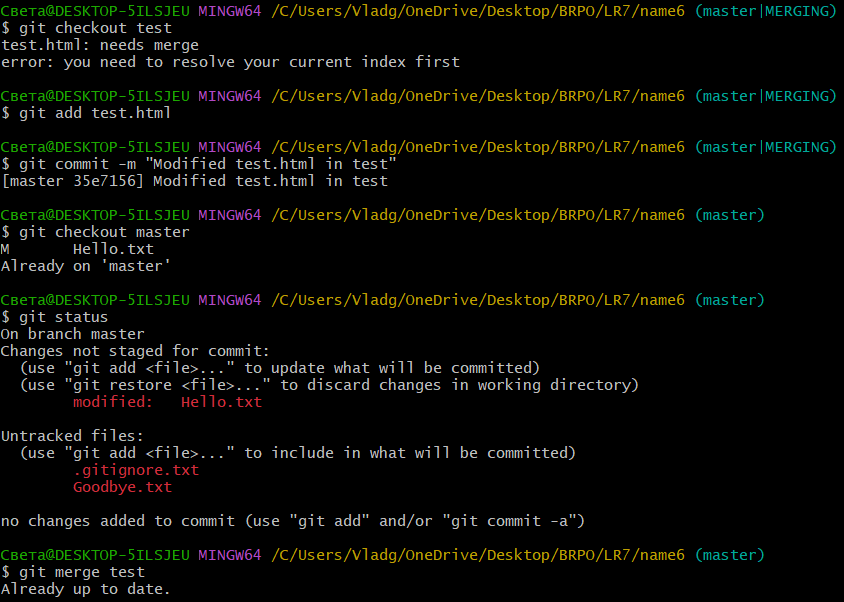 Света@DESKTOP-5ILSJEU MINGW64 /C/Users/Vladg/OneDrive/Desktop/BRPO/LR7/name6 (master|MERGING)
$ git checkout test
test.html: needs merge
error: you need to resolve your current index first
Света@DESKTOP-5ILSJEU MINGW64 /C/Users/Vladg/OneDrive/Desktop/BRPO/LR7/name6 (master|MERGING)
$ git add test.html
Света@DESKTOP-5ILSJEU MINGW64 /C/Users/Vladg/OneDrive/Desktop/BRPO/LR7/name6 (master|MERGING)
$ git commit -m "Modified test.html in test"
[master 35e7156] Modified test.html in test
Света@DESKTOP-5ILSJEU MINGW64 /C/Users/Vladg/OneDrive/Desktop/BRPO/LR7/name6 (master)
$ git checkout master
M       Hello.txt
Already on 'master'
Света@DESKTOP-5ILSJEU MINGW64 /C/Users/Vladg/OneDrive/Desktop/BRPO/LR7/name6 (master)
$ git status
On branch master
Changes not staged for commit:
  (use "git add <file>..." to update what will be committed)
  (use "git restore <file>..." to discard changes in working directory)
        modified:   Hello.txt
Untracked files:
  (use "git add <file>..." to include in what will be committed)
        .gitignore.txt
        Goodbye.txt
no changes added to commit (use "git add" and/or "git commit -a")
Света@DESKTOP-5ILSJEU MINGW64 /C/Users/Vladg/OneDrive/Desktop/BRPO/LR7/name6 (master)
$ git merge test
Already up to date.